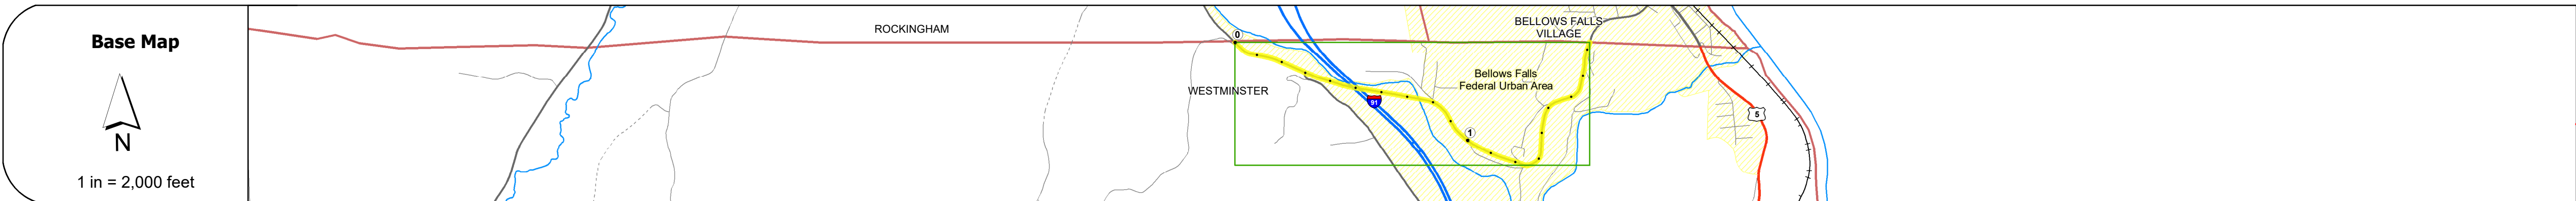 Base Map
N
1 in = 2,000 feet
ROCKINGHAM
BELLOWS FALLS
VILLAGE
0
Bellows Falls
Federal Urban Area
WESTMINSTER
91
5
1